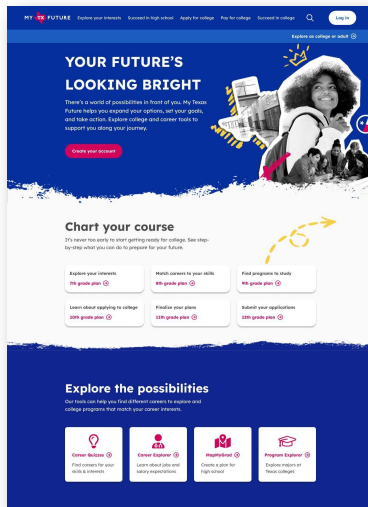 MY TX FUTURE Explore your interests Succeed in high school Apply for college Pay for college Succeed in college Log in
Explore as college or adult
YOUR FUTURE'S
LOOKING BRIGHT
There's a world of possibilities in front of you. My Texas
Future helps you expand your options, set your goals,
and take action. Explore college and career tools to
support you along your journey.
Create your account
Chart your course
It's never too early to start getting ready for college. See step-
by-step what you can do to prepare for your future.
Explore your interests
7th grade plan
Match careers to your skills
8th grade plan
Find programs to study
9th grade plan
Learn about applying to college
10th grade plan
Finalize your plans
11th grade plan
Submit your applications
12th grade plan
Explore the possibilities
Our tools can help you find different careers to explore and
college programs that match your career interests.
Career Quizzes
Find careers for your
skills & interests
Career Explorer
Learn about jobs and
salary expectations
MapMyGrad
Create a plan for
high school
Program Explorer
Explore majors at
Texas colleges